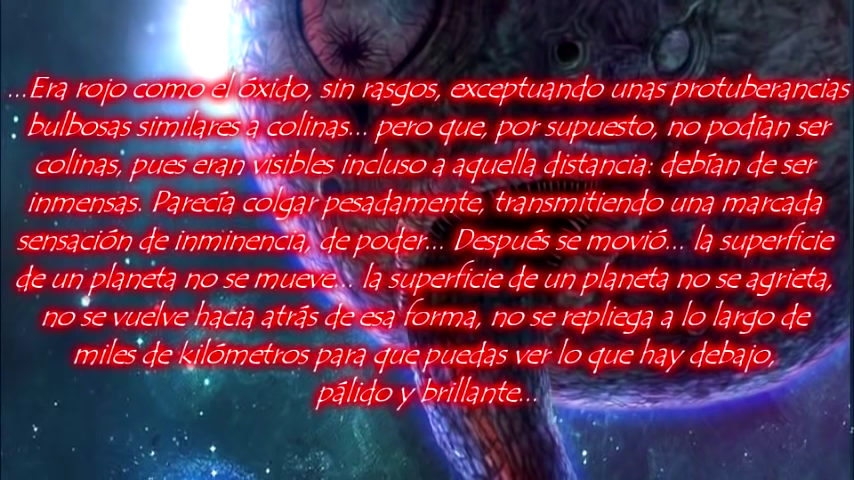 ...Era rojo como el óxido, sin rasgos, exceptuando unas protuberancias
bulbosas similares a colinas... pero que, por supuesto, no podían ser
colinas, pues eran visibles incluso a aquella distancia: debían de ser
inmensas. Parecía colgar pesadamente, transmitiendo una marcada
sensación de inminencia, de poder... Después se movió... la superficie
de un planeta no se mueve... la superficie de un planeta no se agrieta,
no se vuelve hacia atrás de esa forma, no se repliega a lo largo de
miles de kilómetros para que puedas ver lo que hay debajo,
pálido y brillante...